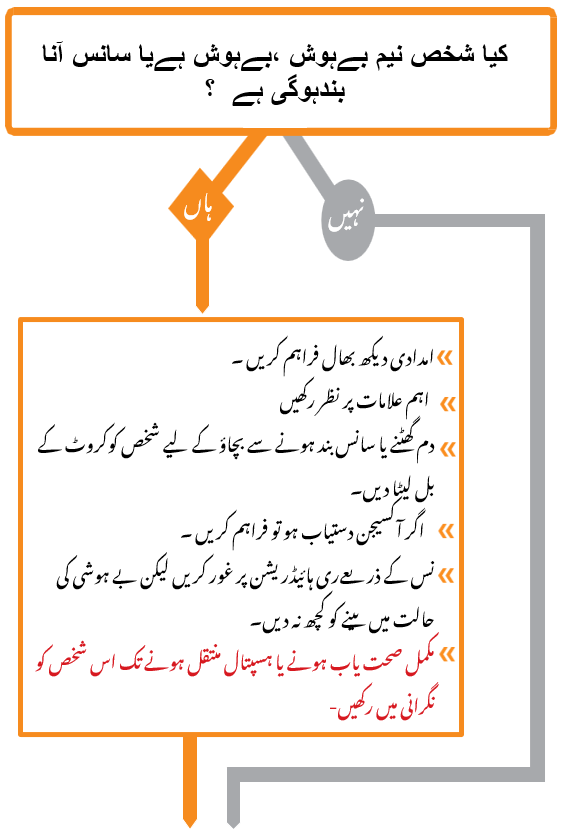 کیا شخص نیم بےہوش ،بےہوش ہےیا سانس آنا
بندہوگی ہے ؟
ہاں
نہیں
« امدادی دیکھ بھال فراہم کریں ۔
« اہم علامات پر نظر رکھیں
« دم گھٹنے یا سانس بند ہونے سے بچاؤ کے لیے شخص کوکروٹ کے
بل لیٹا دیں۔
« اگر آکسیجن دستیاب ہو تو فراہم کریں ۔
« نس کے ذریعےری ہائیڈریشن پر غور کریں لیکن بے ہوشی کی
حالت میں پینے کو کچھ نہ دیں۔
« مکمل صحت یاب ہونے یا ہسپتال منتقل ہونے تک اس شخص کو
نگرانی میں رکھیں-